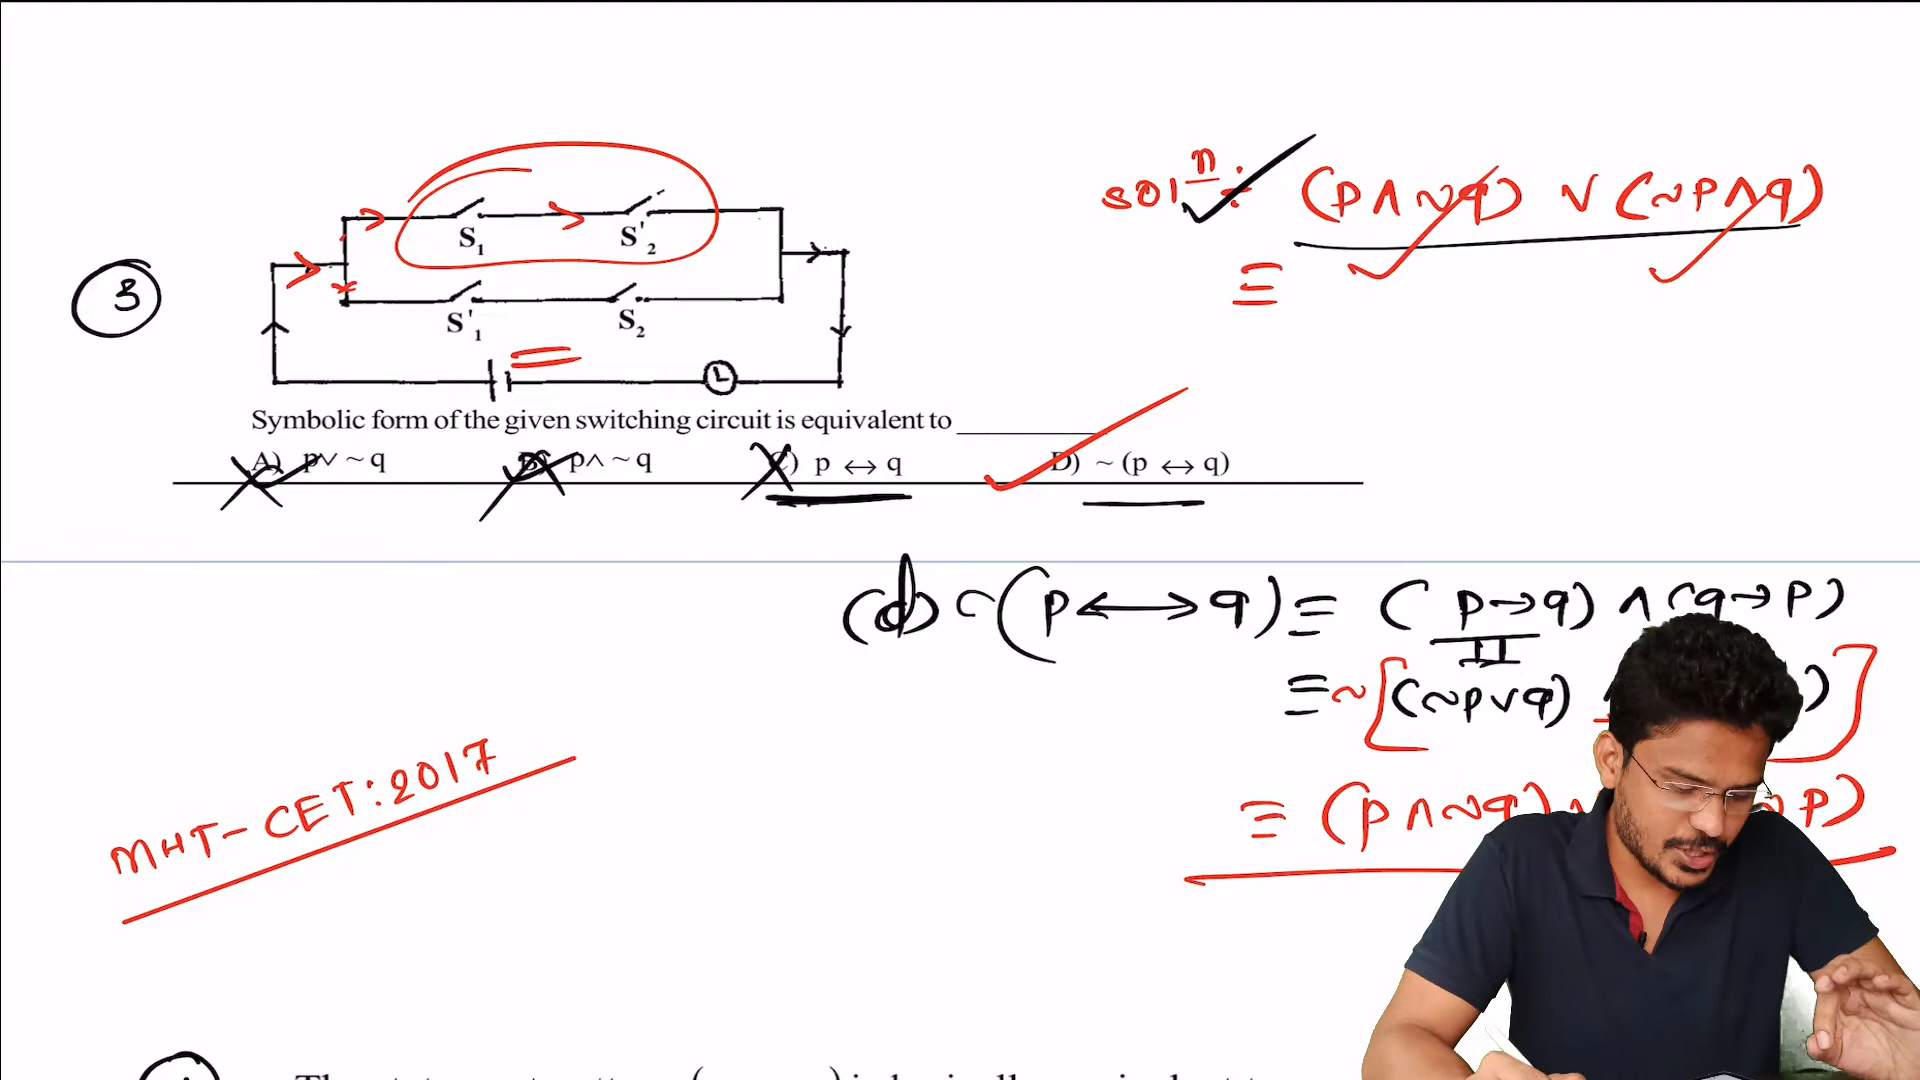 solⁿ: (p ∧ ~q) ∨ (~p ∧ q)
≡
3
S₁ S'₂
S'₁ S₂
L
Symbolic form of the given switching circuit is equivalent to ________
A) p∨ ~ q B) p∧ ~ q C) p ↔ q D) ~ (p ↔ q)
(d) ~(p ↔ q) ≡ (p → q) ∧ (q → p)
≡ ~[(~p ∨ q) )]
≡ (p ∧ ~q) p)
MHT-CET:2017